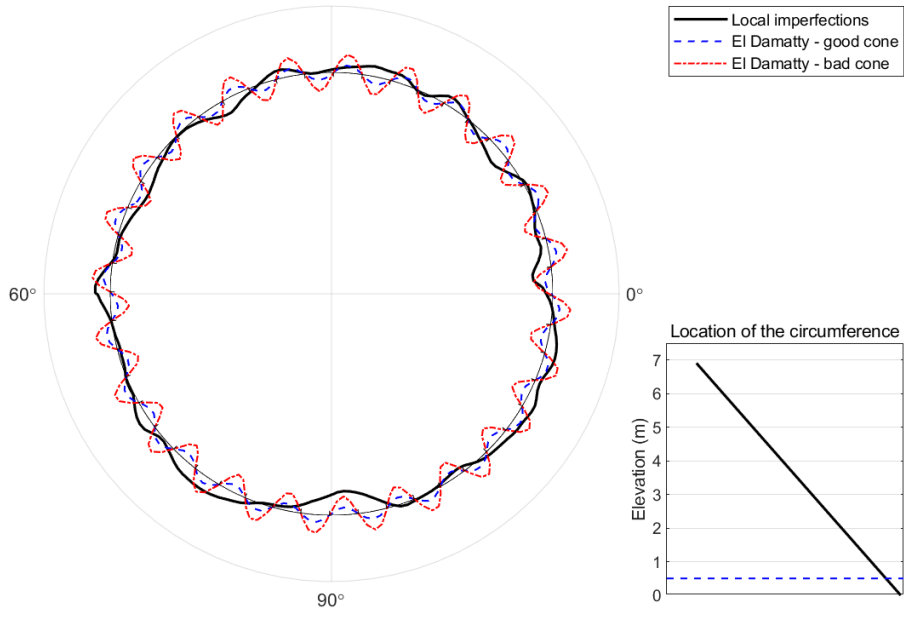 Local imperfections
El Damatty - good cone
El Damatty - bad cone
60°
0°
90°
Location of the circumference
Elevation (m)
7
6
5
4
3
2
1
0